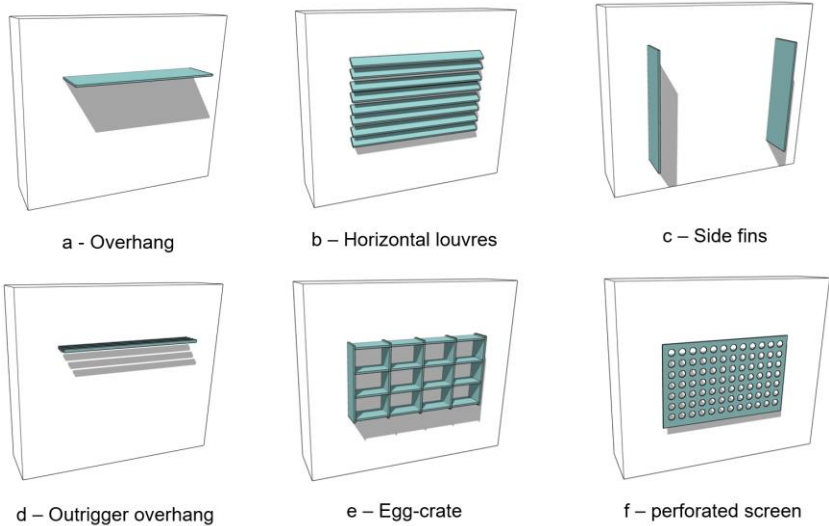 a - Overhang
b – Horizontal louvres
c – Side fins
d – Outrigger overhang
e – Egg-crate
f – perforated screen